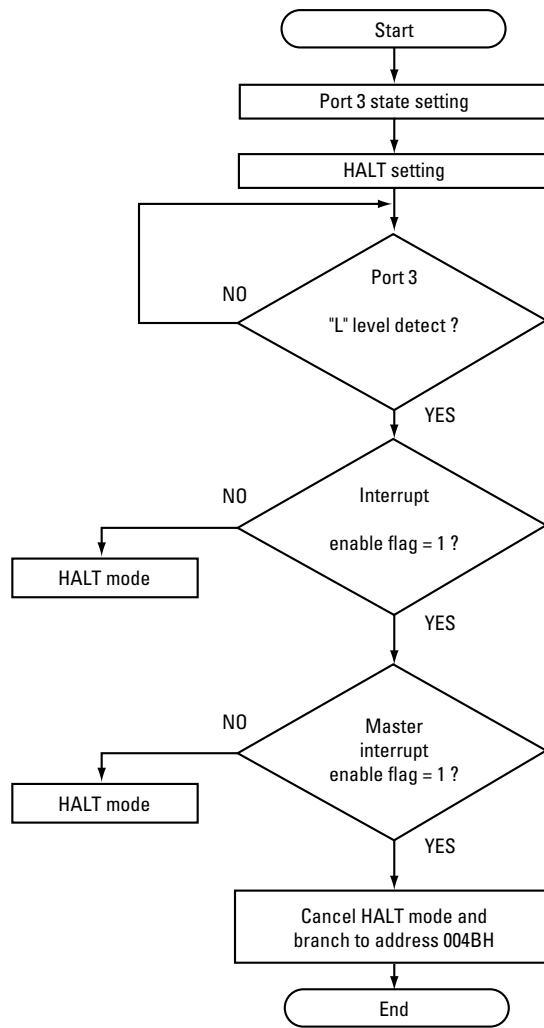 Start
Port 3 state setting
HALT setting
Port 3
NO
"L" level detect ?
YES
Interrupt
NO
enable flag = 1 ?
HALT mode
YES
Master
NO
interrupt
enable flag = 1 ?
HALT mode
YES
Cancel HALT mode and
branch to address 004BH
End